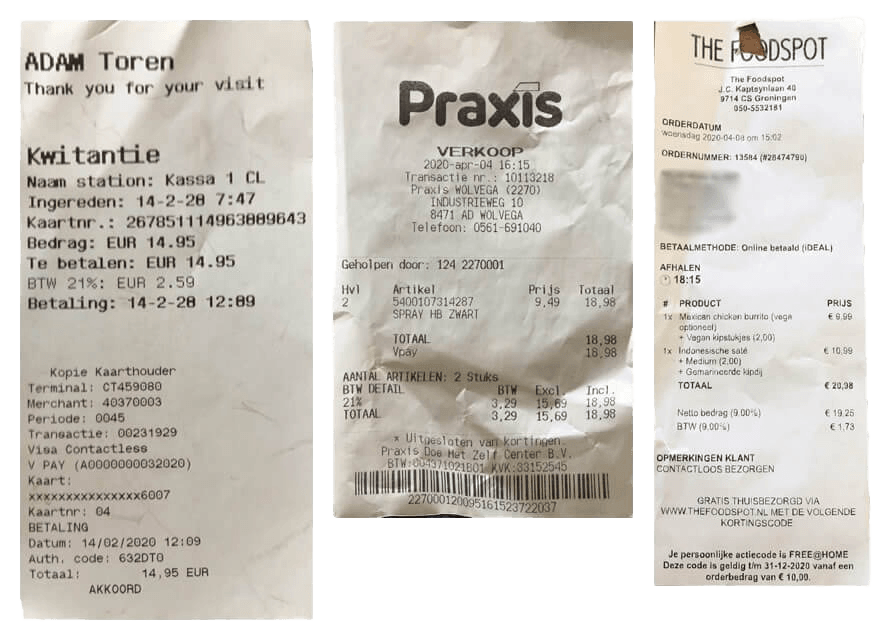 ADAM Toren
Thank you for your visit
Kwitantie
Naam station: Kassa 1 CL
Ingereden: 14-2-20 7:47
Kaartnr.: 267851114963889643
Bedrag: EUR 14.95
Te betalen: EUR 14.95
BTW 21%: EUR 2.59
Betaling: 14-2-20 12:09
Kopie Kaarthouder
Terminal: CT459080
Merchant: 40370003
Periode: 0045
Transactie: 00231929
Visa Contactless
V PAY (A0000000032020)
Kaart:
xxxxxxxxxxxxxxx6007
Kaartnr: 04
BETALING
Datum: 14/02/2020 12:09
Auth. code: 632DT0
Totaal: 14,95 EUR
AKKOORD
Praxis
VERKOOP
2020-apr-04 16:15
Transactie nr.: 10113218
Praxis WOLVEGA (2270)
INDUSTRIEWEG 10
8471 AD WOLVEGA
Telefoon: 0561-691040
Geholpen door: 124 2270001
Hvl Artikel Prijs Totaal
2 5400107314287 9,49 18,98
SPRAY HB ZWART
TOTAAL 18,98
Vpay 18,98
AANTAL ARTIKELEN: 2 Stuks
BTW DETAIL BTW Excl. Incl.
21% 3,29 15,69 18,98
TOTAAL 3,29 15,69 18,98
* Uitgesloten van kortingen.
Praxis Doe Het Zelf Center B.V.
BTW:004371021B01 KVK:33152545
227000120095161523722037
THE FOODSPOT
The Foodspot
J.C. Kapteynlaan 40
9714 CS Groningen
050-5532181
ORDERDATUM
woensdag 2020-04-08 om 15:02
ORDERNUMMER: 13584 (#28474790)
BETAALMETHODE: Online betaald (iDEAL)
AFHALEN
18:15
# PRODUCT PRIJS
1x Mexican chicken burrito (vega € 9,99
optioneel)
+ Vegan kipstukjes (2,00)
1x Indonesische saté € 10,99
+ Medium (2,00)
+ Gemarineerde kipdij
TOTAAL € 20,98
Netto bedrag (9.00%) € 19,25
BTW (9,00%) € 1,73
OPMERKINGEN KLANT
CONTACTLOOS BEZORGEN
GRATIS THUISBEZORGD VIA
WWW.THEFOODSPOT.NL MET DE VOLGENDE
KORTINGSCODE
Je persoonlijke actiecode is FREE@HOME
Deze code is geldig t/m 31-12-2020 vanaf een
orderbedrag van € 10,00.